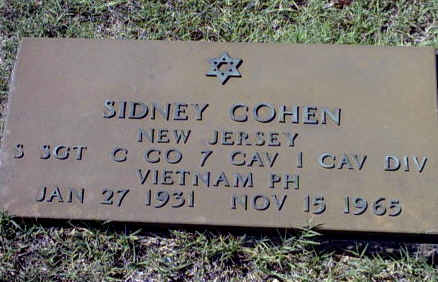 SIDNEY COHEN
NEW JERSEY
S SGT C CO 7 CAV 1 CAV DIV
VIETNAM PH
JAN 27 1931 NOV 15 1965